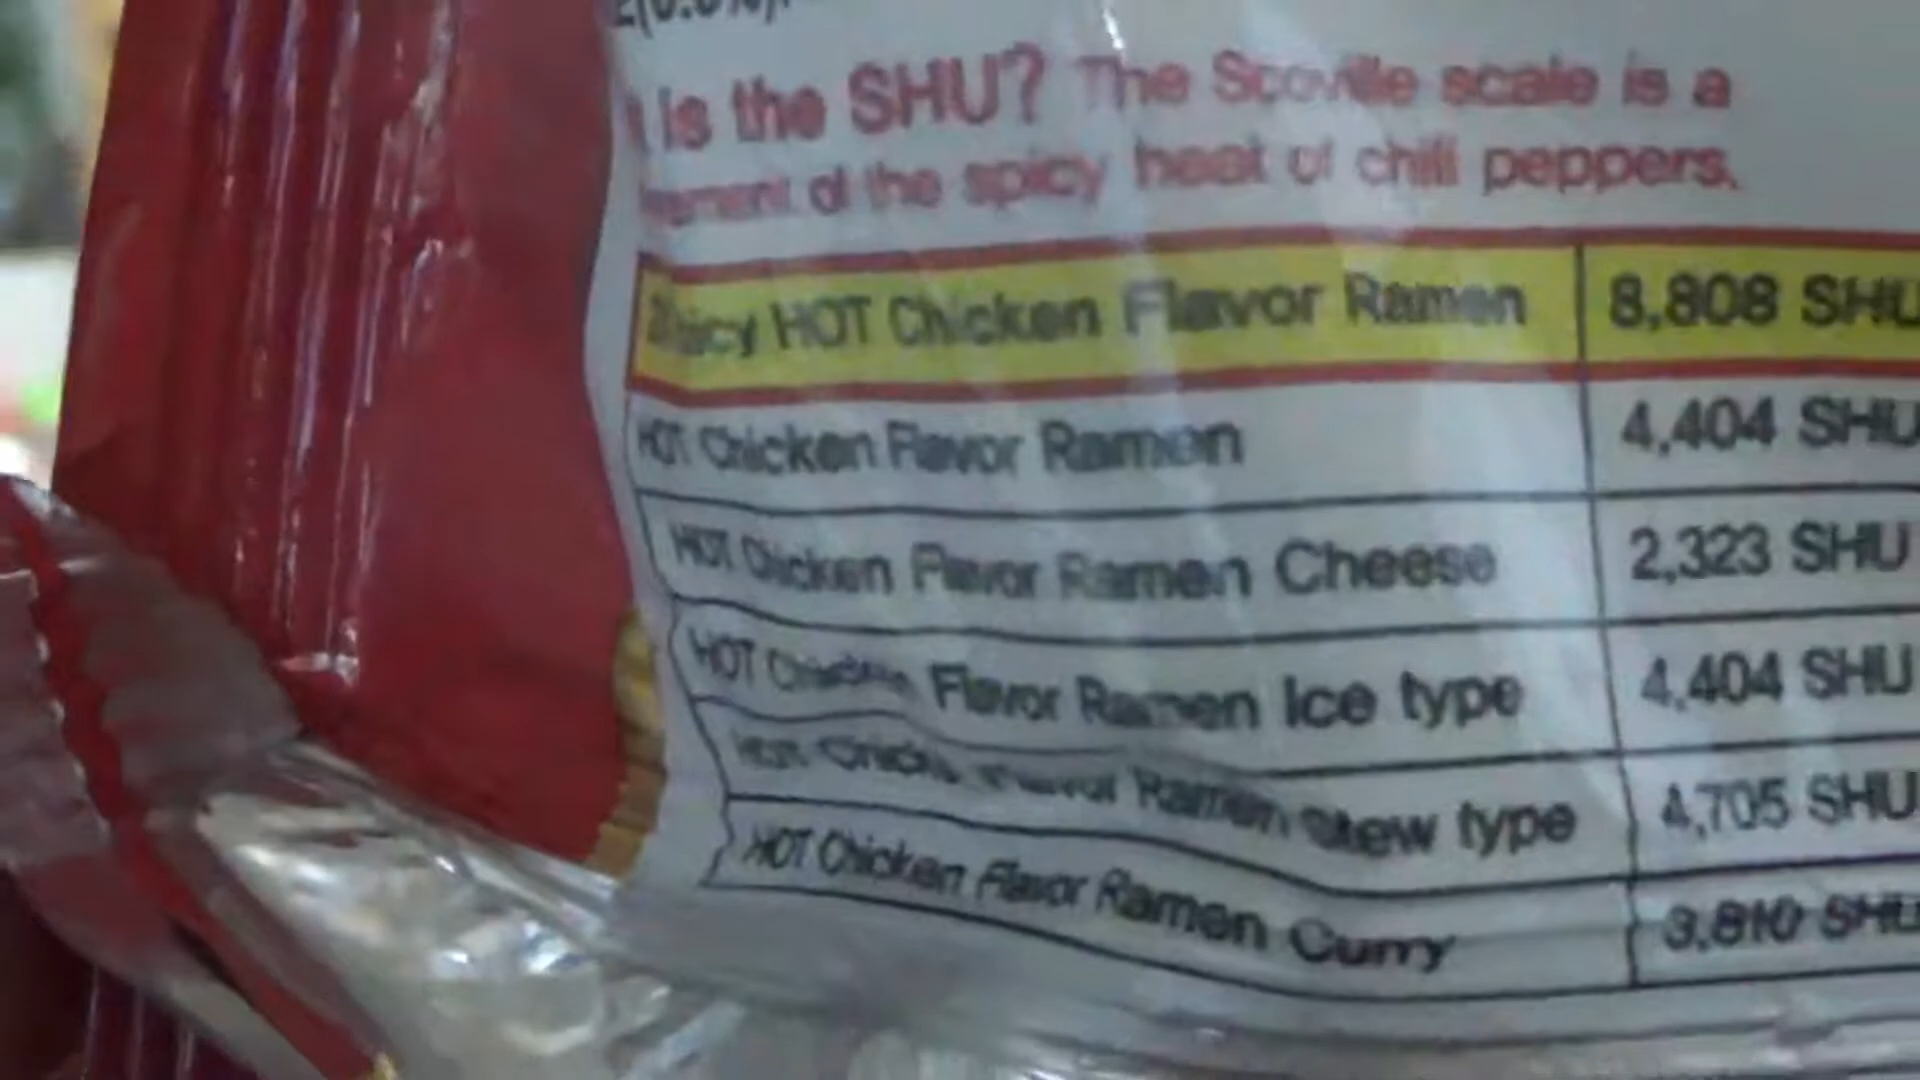 is the SHU? The Scoville scale is a
of the spicy heat of chili peppers.
HOT Chicken Flavor Ramen 8,808 SHU
HOT Chicken Flavor Ramen 4,404 SHU
HOT Chicken Flavor Ramen Cheese 2,323 SHU
HOT Chicken Flavor Ramen Ice type 4,404 SHU
HOT Chicken Flavor Ramen stew type 4,705 SHU
HOT Chicken Flavor Ramen Curry 3,810 SHU